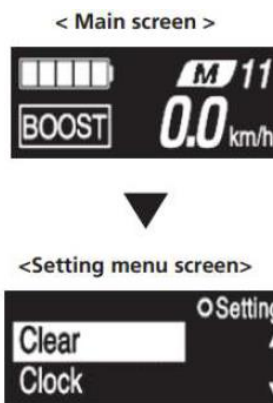 < Main screen >
M 11
BOOST 0.0 km/h
<Setting menu screen>
Setting
Clear
Clock